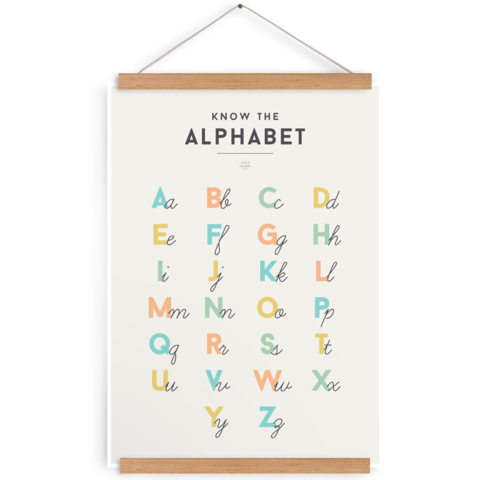 KNOW THE
ALPHABET
Aa Bb Cc Dd
Ee Ff Gg Hh
Ii Jj Kk Ll
Mm Nn Oo Pp
Qq Rr Ss Tt
Uu Vv Ww Xx
Yy Zz